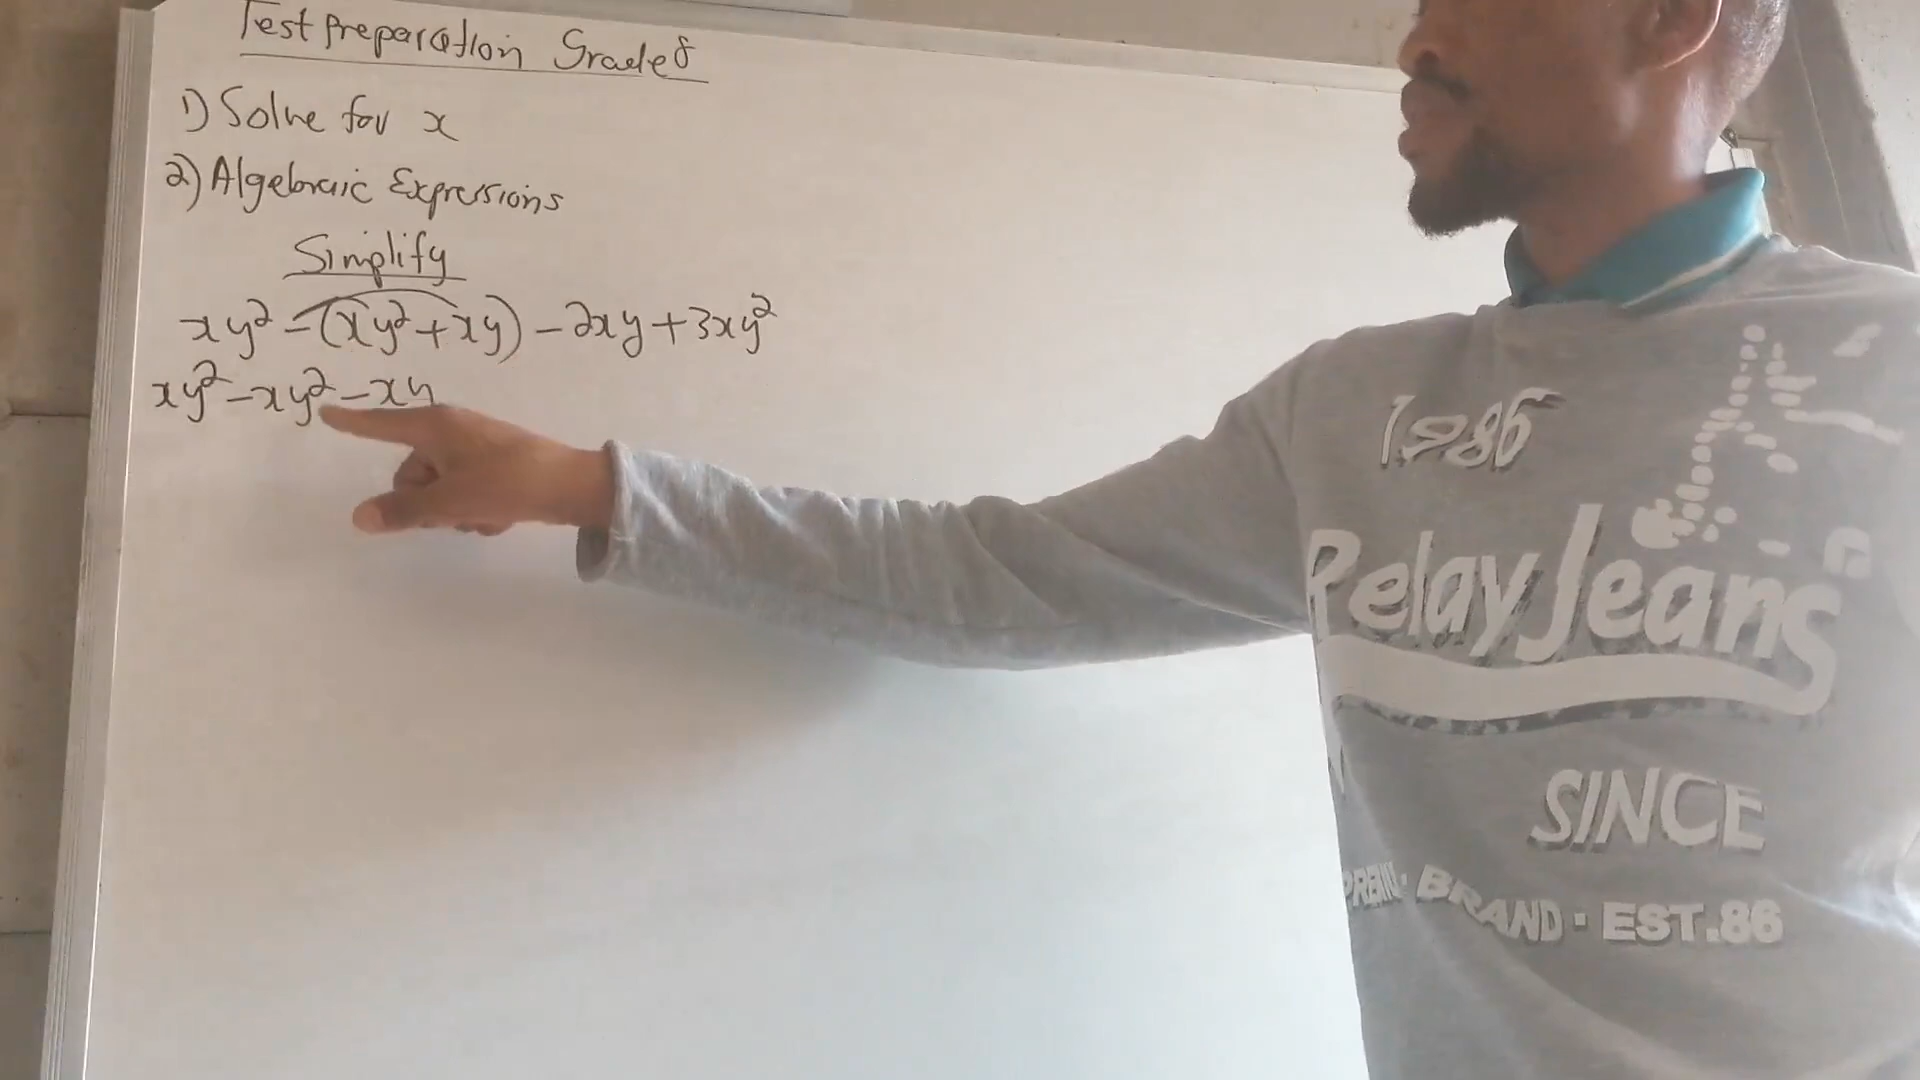 Test Preparation Grade 8
1) Solve for x
2) Algebraic Expressions
Simplify
xy² - (xy² + xy) - 2xy + 3xy²
xy² - xy² - xy
1986
Relay Jeans
SINCE
BRAND · EST.86